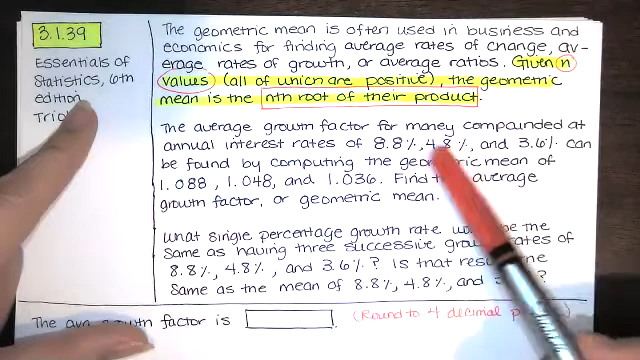 3.1.39
Essentials of
Statistics, 6th
edition
The geometric mean is often used in business and
economics for finding average rates of change, av-
erage rates of growth, or average ratios. Given n
values (all of which are positive), the geometric
mean is the nth root of their product.
The average growth factor for money compounded at
annual interest rates of 8.8%, 4.8%, and 3.6% can
be found by computing the geometric mean of
1.088, 1.048, and 1.036. Find average
growth factor, or geometric mean.
What single percentage growth rate be the
same as having three successive rates of
8.8%, 4.8%, and 3.6%? Is that the
same as the mean of 8.8%, 4.8%, and ?
The growth factor is
(Round to 4 decimal